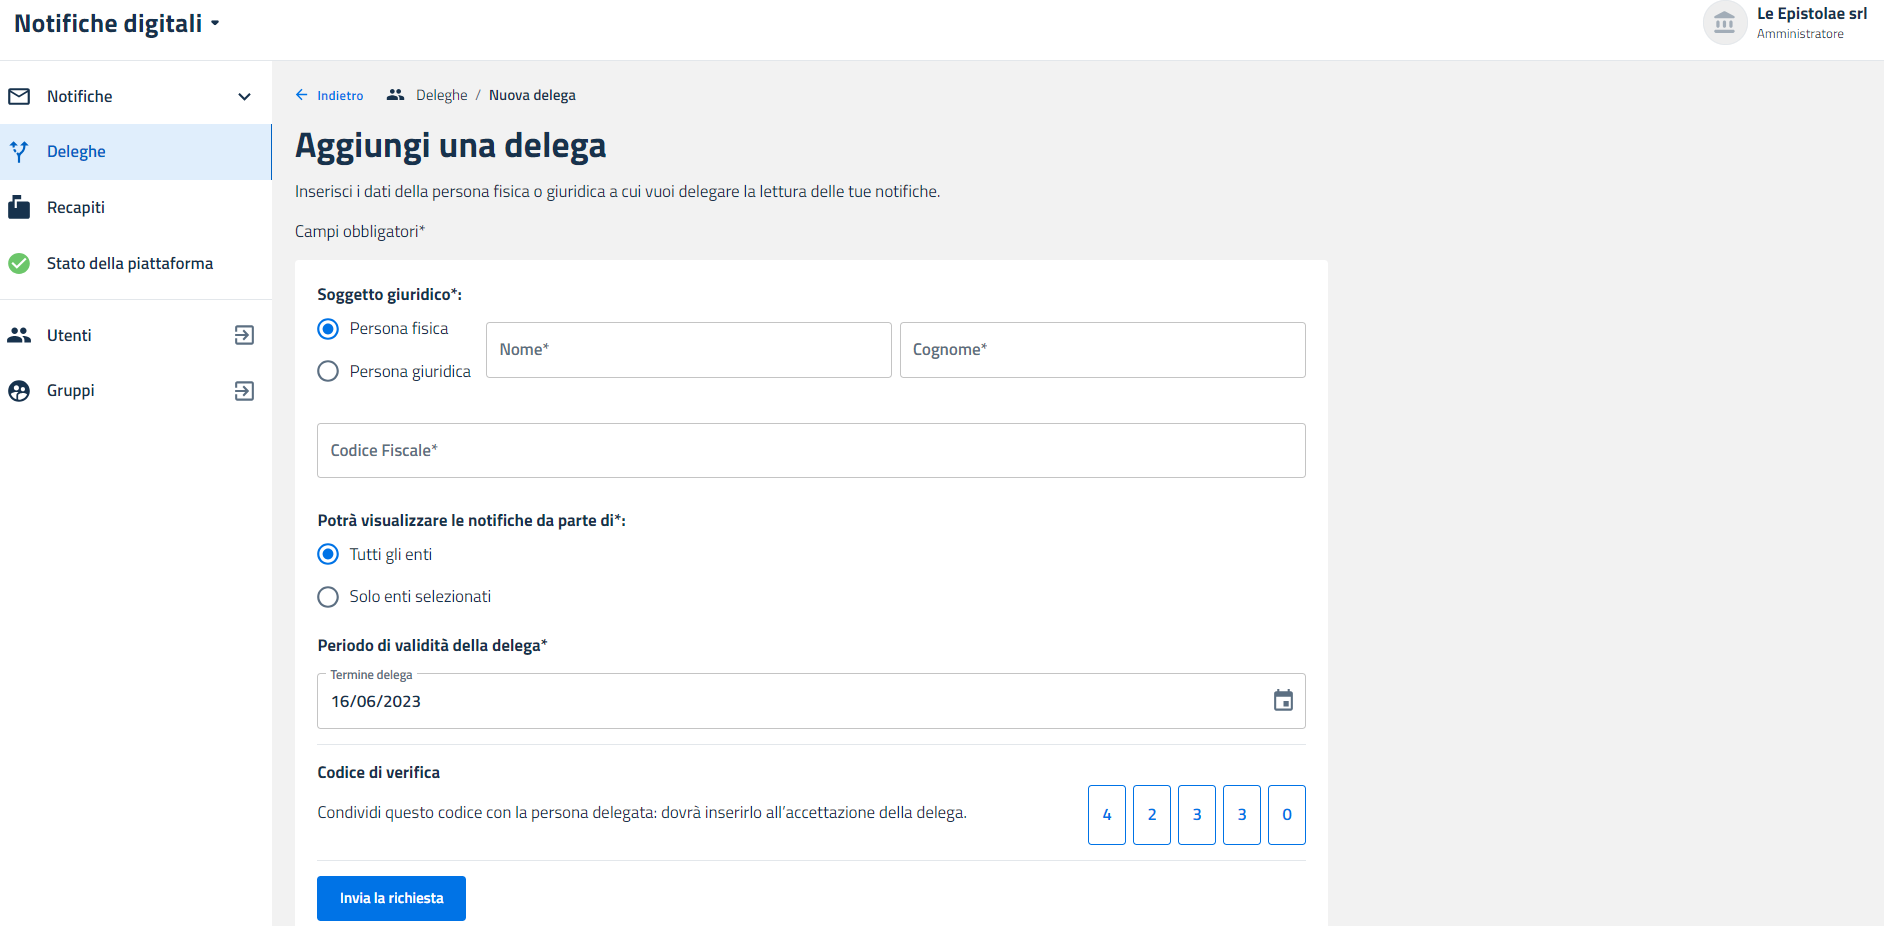 Notifiche digitali
Le Epistolae srl
Amministratore
Notifiche
Deleghe
Recapiti
Stato della piattaforma
Utenti
Gruppi
Indietro
Deleghe / Nuova delega
Aggiungi una delega
Inserisci i dati della persona fisica o giuridica a cui vuoi delegare la lettura delle tue notifiche.
Campi obbligatori*
Soggetto giuridico*:
Persona fisica
Persona giuridica
Nome*
Cognome*
Codice Fiscale*
Potrà visualizzare le notifiche da parte di*:
Tutti gli enti
Solo enti selezionati
Periodo di validità della delega*
Termine delega
16/06/2023
Codice di verifica
Condividi questo codice con la persona delegata: dovrà inserirlo all’accettazione della delega.
4 2 3 3 0
Invia la richiesta